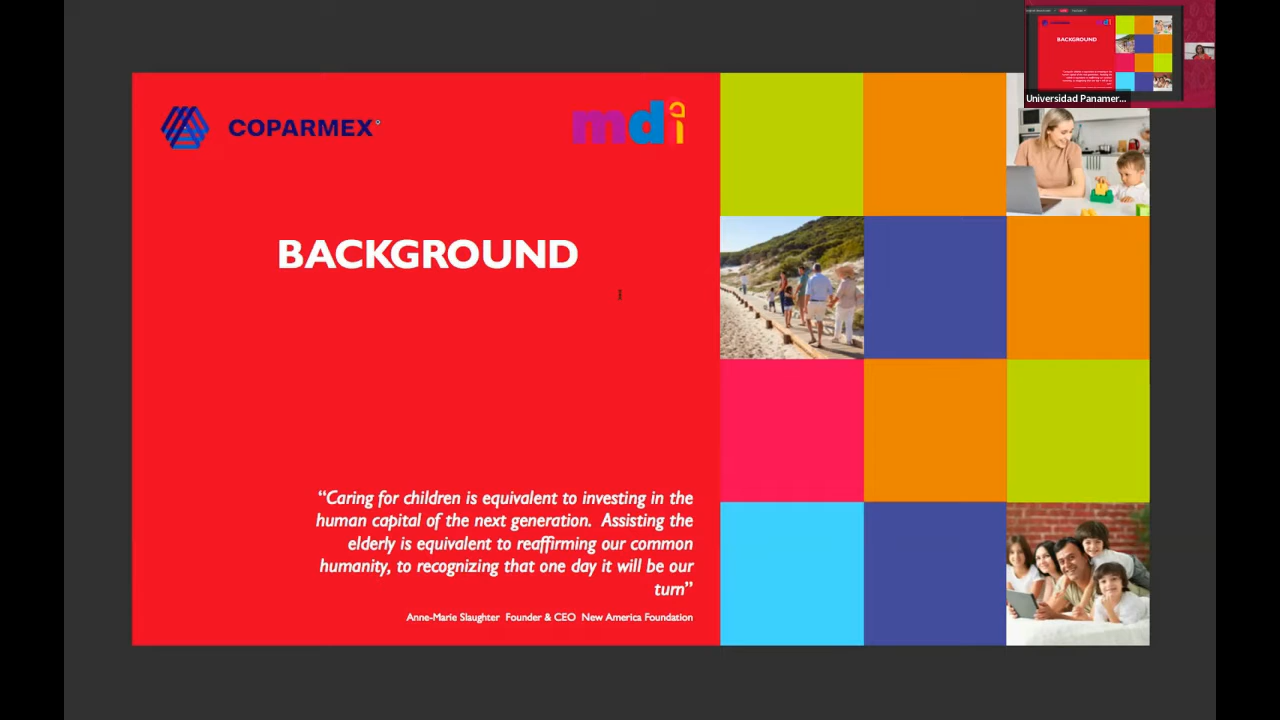 COPARMEX
mdi
BACKGROUND
“Caring for children is equivalent to investing in the
human capital of the next generation. Assisting the
elderly is equivalent to reaffirming our common
humanity, to recognizing that one day it will be our
turn”
Anne-Marie Slaughter Founder & CEO New America Foundation
BACKGROUND
Universidad Panamer...